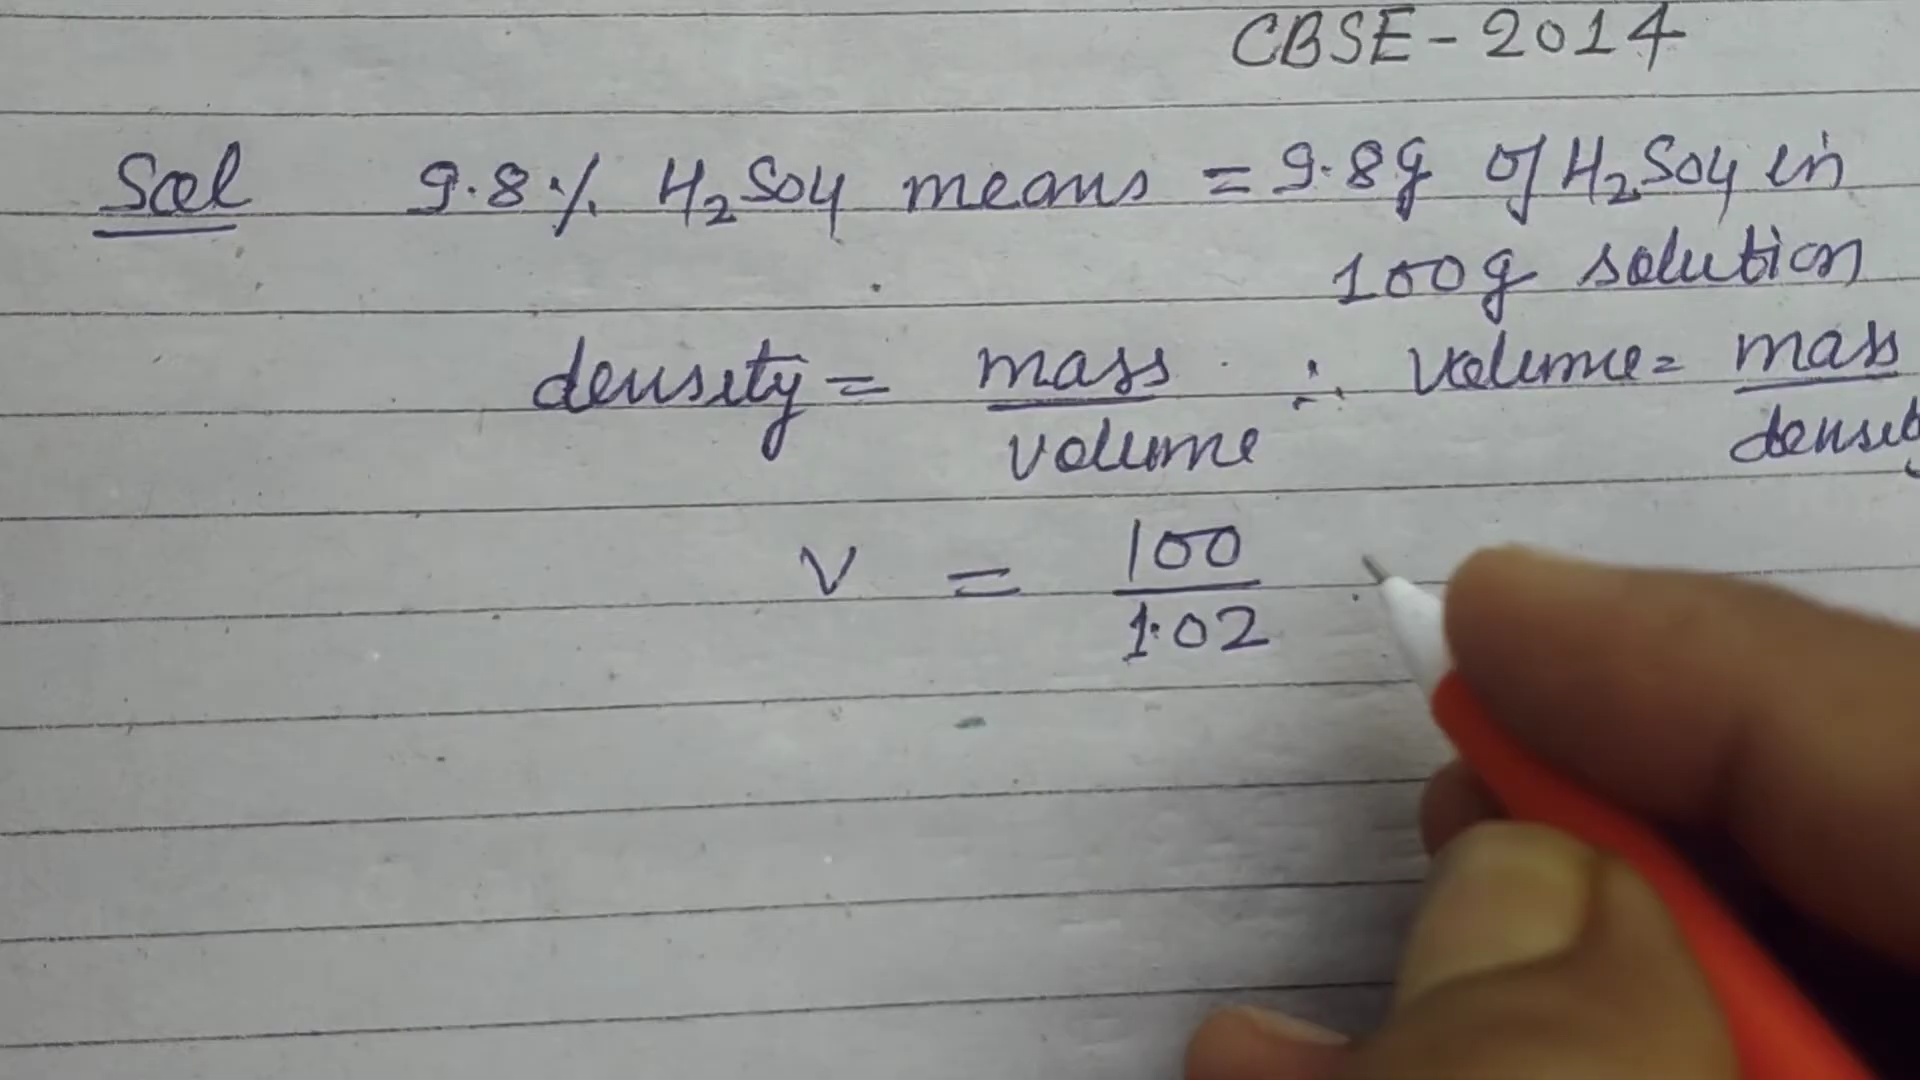 CBSE - 2014
Sol 9.8 % H₂SO4 means = 9.8g of H₂SO4 in
100g solution
density = mass / volume ∴ volume = mass / density
V = 100 / 1.02